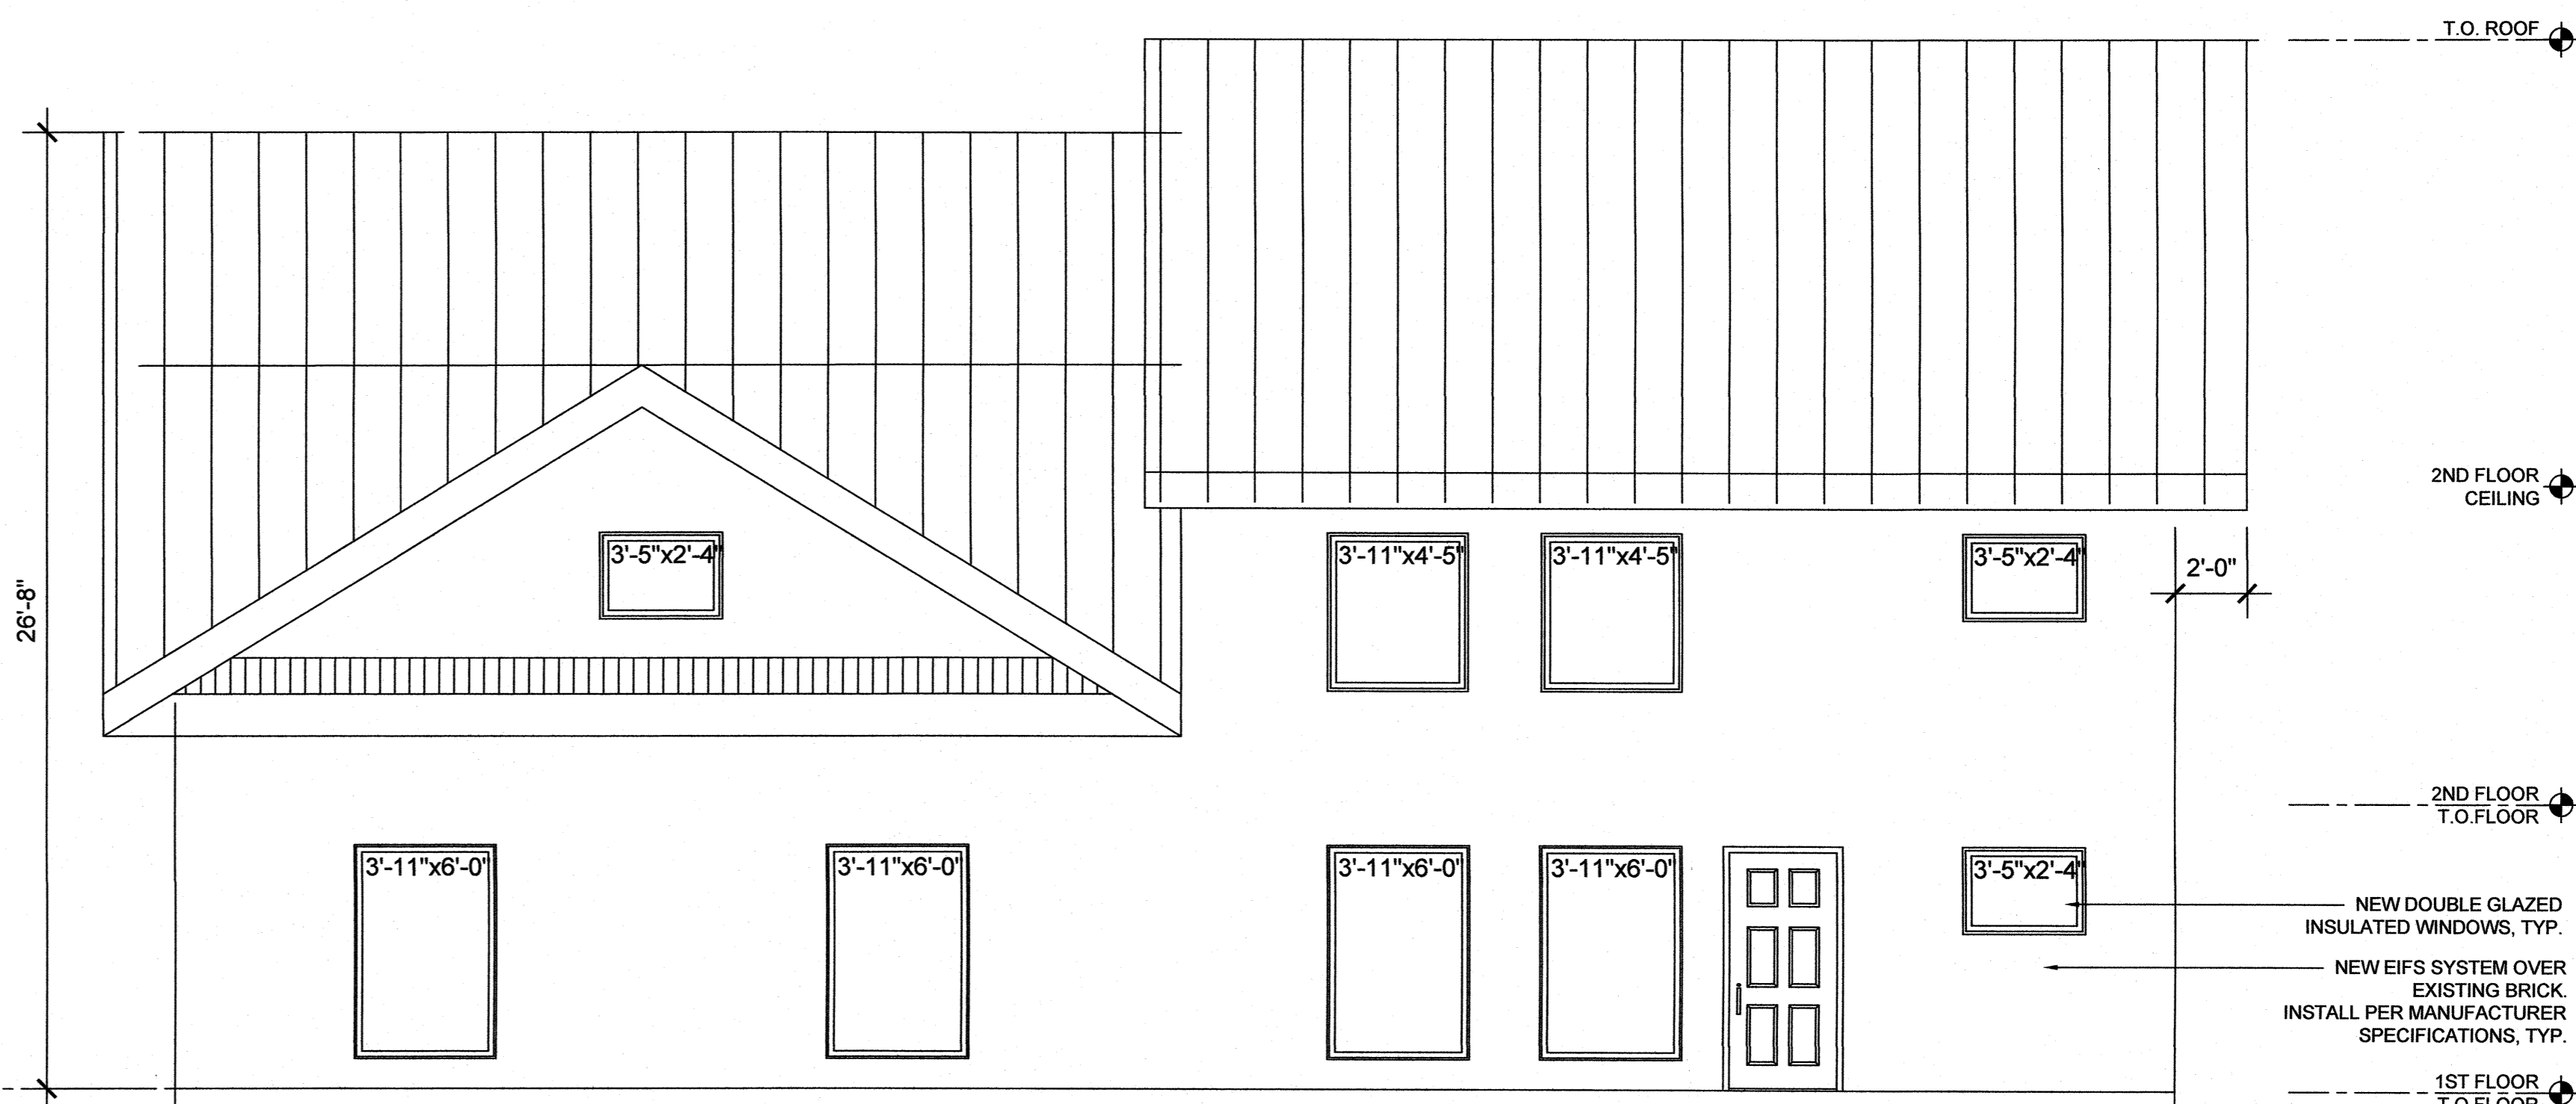 T.O. ROOF
2ND FLOOR
CEILING
3'-5"x2'-4"
3'-11"x4'-5"
3'-11"x4'-5"
3'-5"x2'-4"
2'-0"
26'-8"
2ND FLOOR
T.O.FLOOR
3'-11"x6'-0"
3'-11"x6'-0"
3'-11"x6'-0"
3'-11"x6'-0"
3'-5"x2'-4"
NEW DOUBLE GLAZED
INSULATED WINDOWS, TYP.
NEW EIFS SYSTEM OVER
EXISTING BRICK.
INSTALL PER MANUFACTURER
SPECIFICATIONS, TYP.
1ST FLOOR
T.O.FLOOR